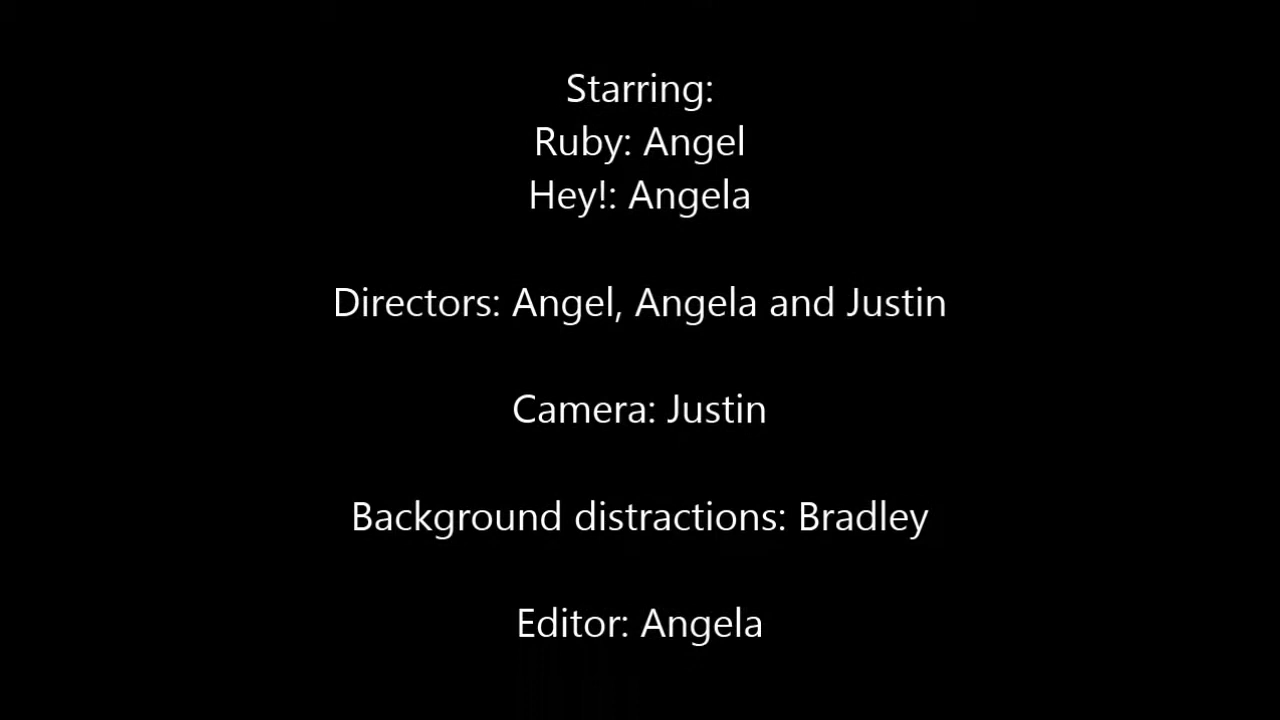 Starring:
Ruby: Angel
Hey!: Angela
Directors: Angel, Angela and Justin
Camera: Justin
Background distractions: Bradley
Editor: Angela